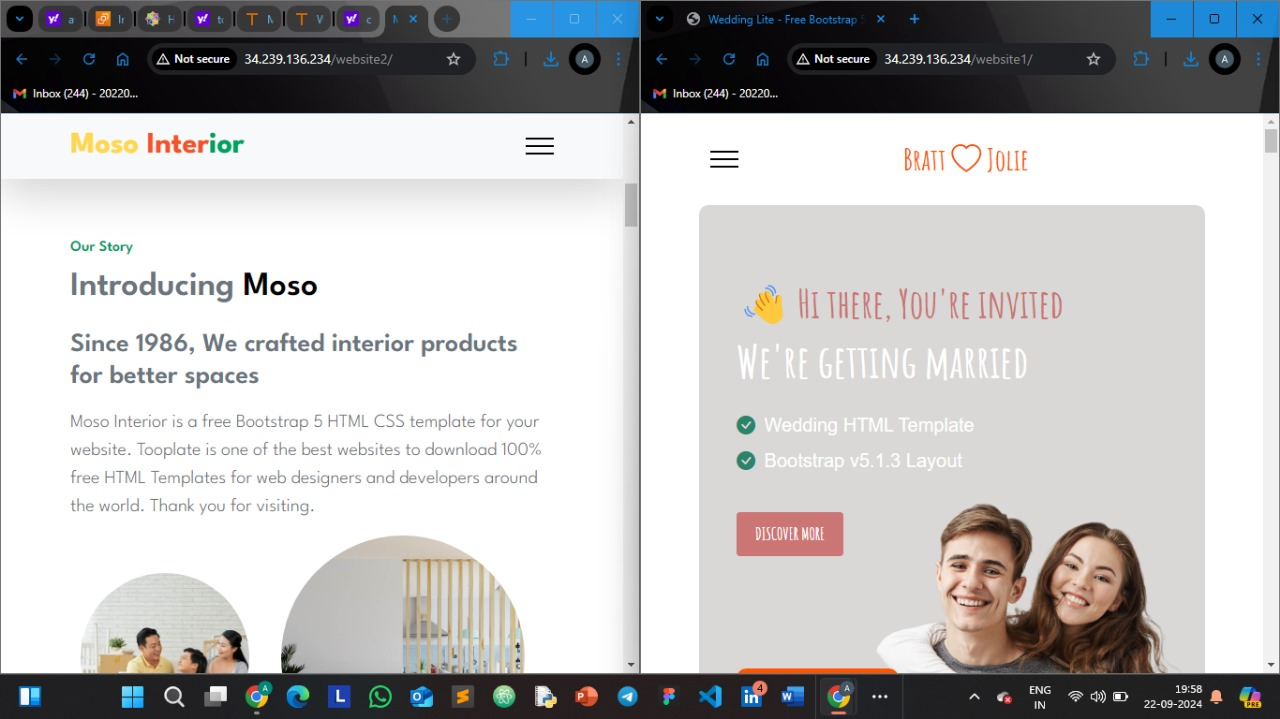 Not secure 34.239.136.234/website2/
Inbox (244) - 20220...
Moso Interior
Our Story
Introducing Moso
Since 1986, We crafted interior products
for better spaces
Moso Interior is a free Bootstrap 5 HTML CSS template for your
website. Tooplate is one of the best websites to download 100%
free HTML Templates for web designers and developers around
the world. Thank you for visiting.
Wedding Lite - Free Bootstrap 5
Not secure 34.239.136.234/website1/
A
Inbox (244) - 20220...
Bratt Jolie
Hi there, You're invited
We're getting married
Wedding HTML Template
Bootstrap v5.1.3 Layout
DISCOVER MORE
ENG
IN
19:58
22-09-2024